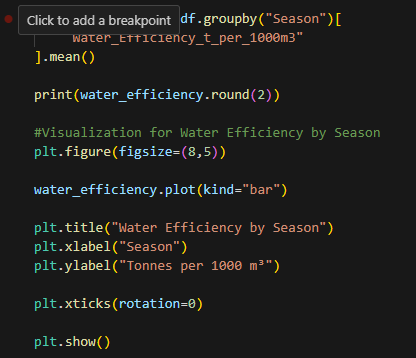 Click to add a breakpoint df.groupby("Season")[
Water_Efficiency_t_per_1000m3"
].mean()
print(water_efficiency.round(2))
#Visualization for Water Efficiency by Season
plt.figure(figsize=(8,5))
water_efficiency.plot(kind="bar")
plt.title("Water Efficiency by Season")
plt.xlabel("Season")
plt.ylabel("Tonnes per 1000 m³")
plt.xticks(rotation=0)
plt.show()